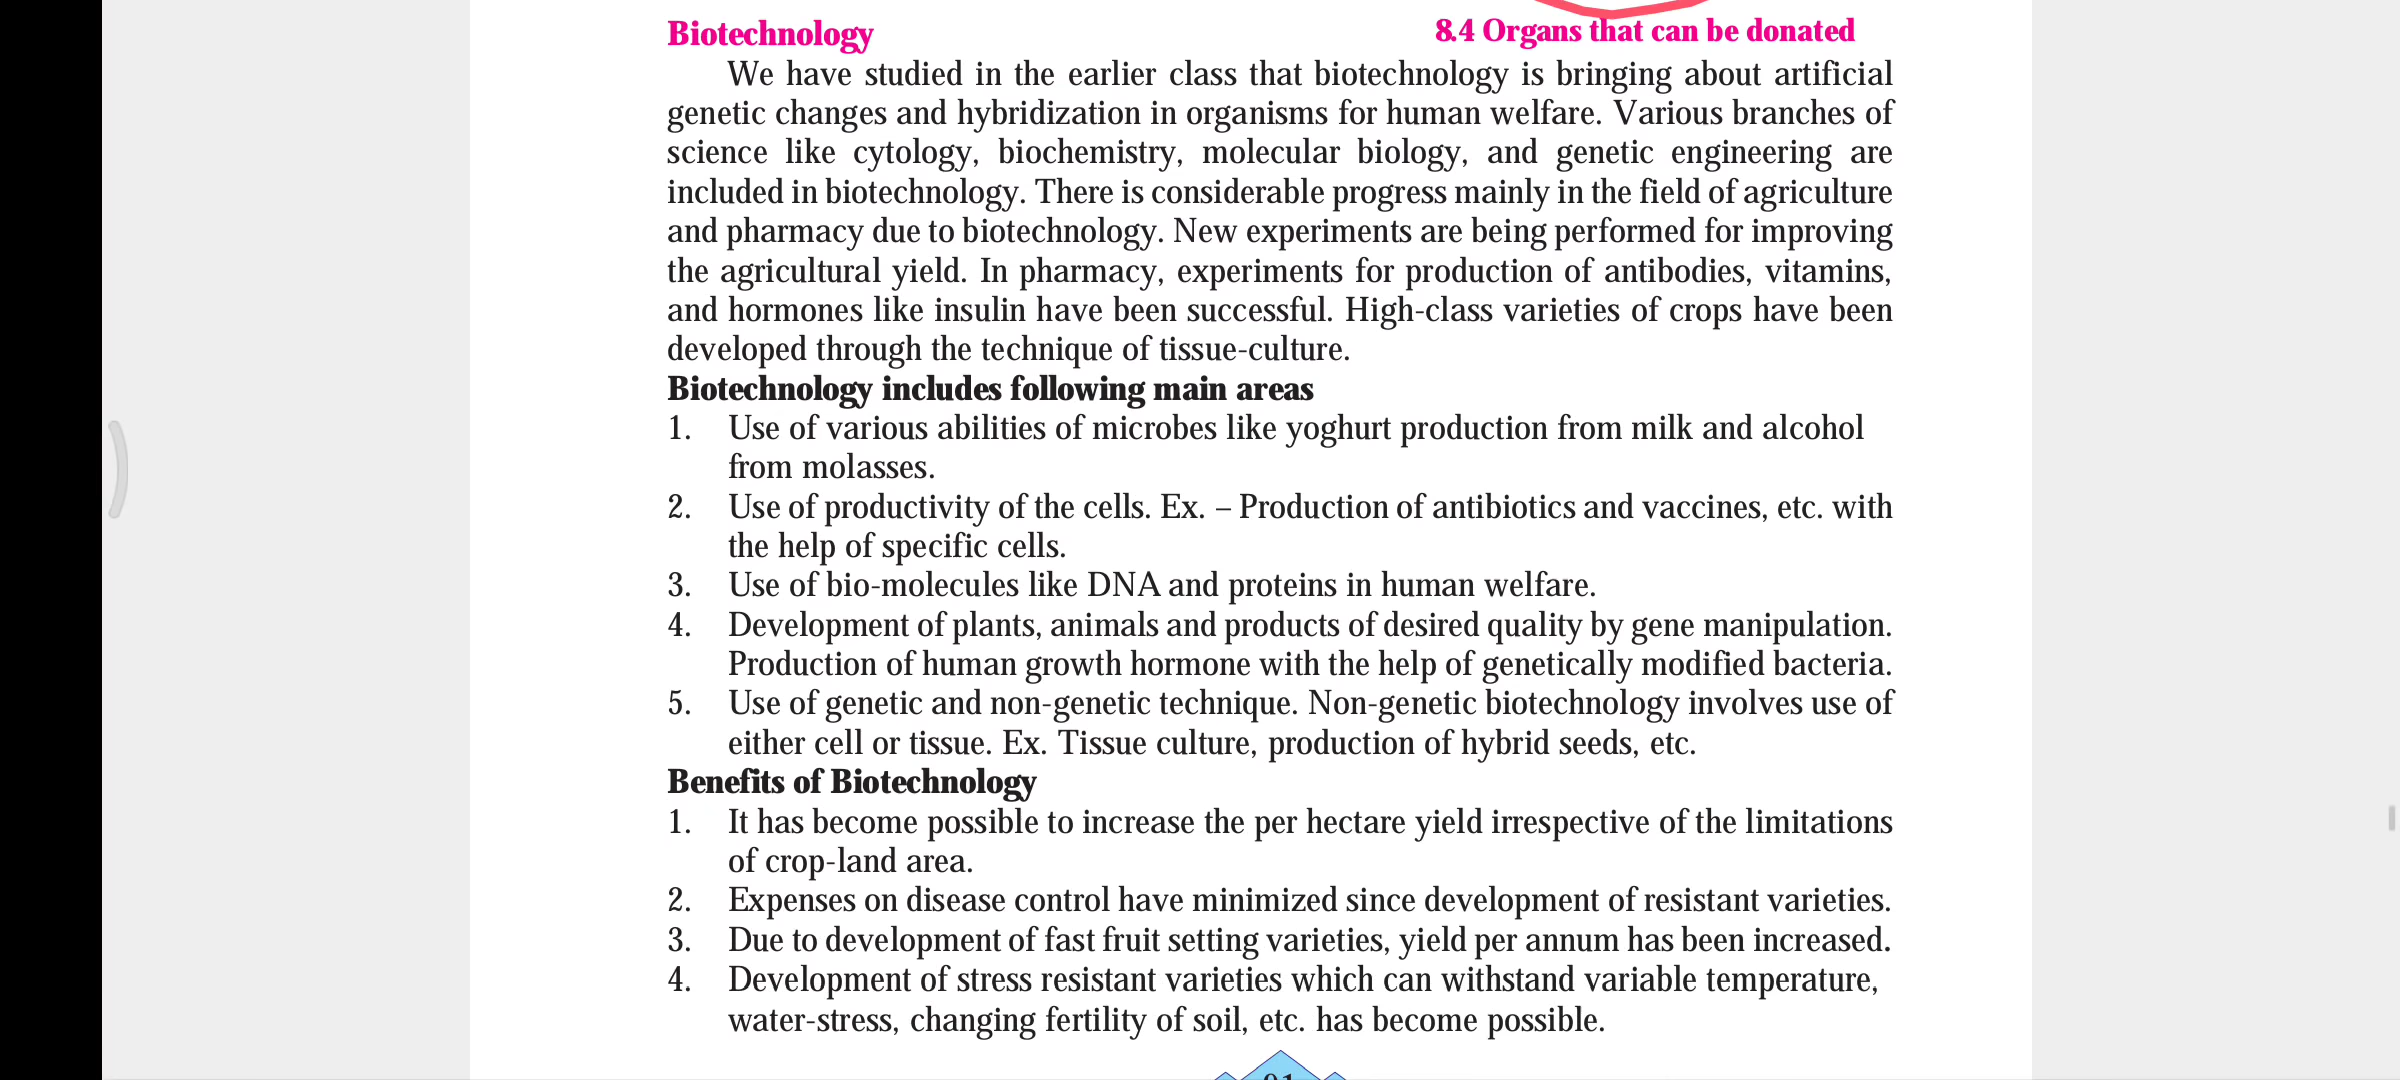 Biotechnology
8.4 Organs that can be donated
We have studied in the earlier class that biotechnology is bringing about artificial
genetic changes and hybridization in organisms for human welfare. Various branches of
science like cytology, biochemistry, molecular biology, and genetic engineering are
included in biotechnology. There is considerable progress mainly in the field of agriculture
and pharmacy due to biotechnology. New experiments are being performed for improving
the agricultural yield. In pharmacy, experiments for production of antibodies, vitamins,
and hormones like insulin have been successful. High-class varieties of crops have been
developed through the technique of tissue-culture.
Biotechnology includes following main areas
1. Use of various abilities of microbes like yoghurt production from milk and alcohol
from molasses.
2. Use of productivity of the cells. Ex. – Production of antibiotics and vaccines, etc. with
the help of specific cells.
3. Use of bio-molecules like DNA and proteins in human welfare.
4. Development of plants, animals and products of desired quality by gene manipulation.
Production of human growth hormone with the help of genetically modified bacteria.
5. Use of genetic and non-genetic technique. Non-genetic biotechnology involves use of
either cell or tissue. Ex. Tissue culture, production of hybrid seeds, etc.
Benefits of Biotechnology
1. It has become possible to increase the per hectare yield irrespective of the limitations
of crop-land area.
2. Expenses on disease control have minimized since development of resistant varieties.
3. Due to development of fast fruit setting varieties, yield per annum has been increased.
4. Development of stress resistant varieties which can withstand variable temperature,
water-stress, changing fertility of soil, etc. has become possible.